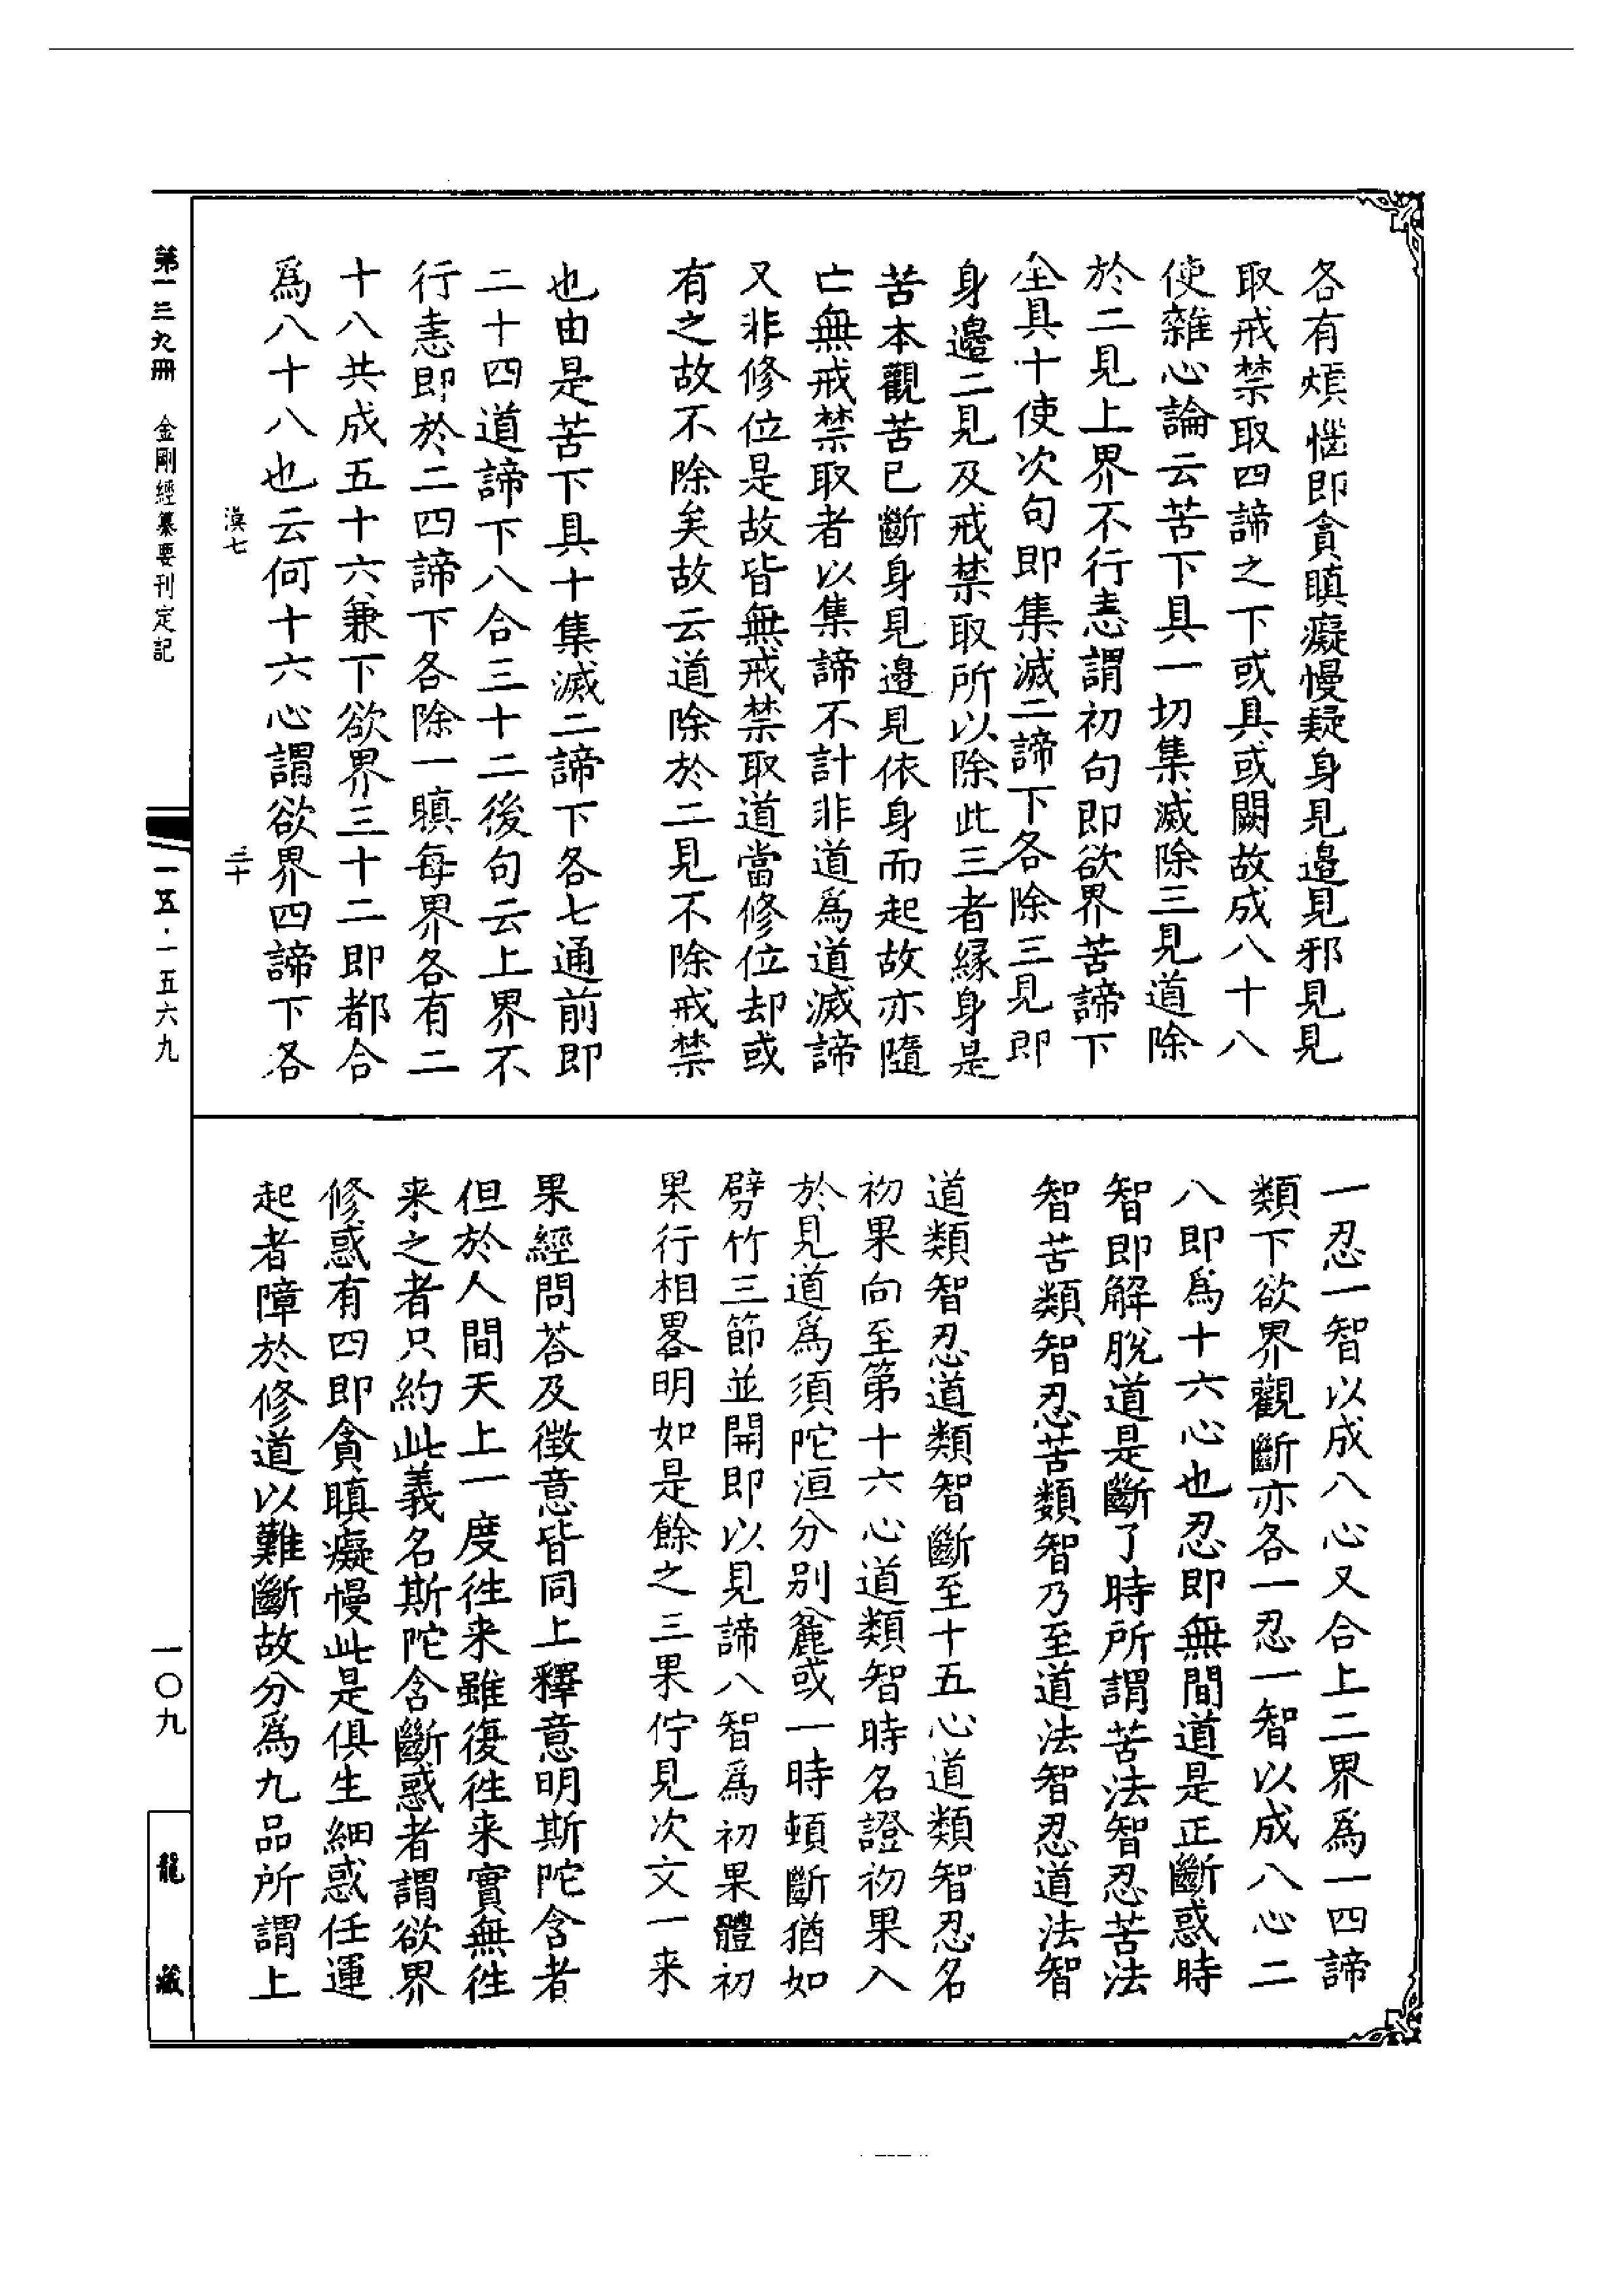 各有煩惱即貪瞋癡慢疑身見邊見邪見見
取戒禁取四諦之下或具或闕故成八十八
使雜心論云苦下具一切集滅除三見道除
於二見上界不行恚謂初句即欲界苦諦下
全具十使次句即集滅二諦下各除三見即
身邊二見及戒禁取所以除此三者緣身是
苦本觀苦已斷身見邊見依身而起故亦隨
亡無戒禁取者以集諦不計非道為道滅諦
又非修位是故皆無戒禁取道當修位却或
有之故不除矣故云道除於二見不除戒禁
也由是苦下具十集滅二諦下各七通前即
二十四道諦下八合三十二後句云上界不
行恚即於二四諦下各除一瞋每界各有二
十八共成五十六兼下欲界三十二即都合
為八十八也云何十六心謂欲界四諦下各
漠七
三十
一忍一智以成八心又合上二界為一四諦
類下欲界觀斷亦各一忍一智以成八心二
八即為十六心也忍即無間道是正斷惑時
智即解脫道是斷了時所謂苦法智忍苦法
智苦類智忍苦類智乃至道法智忍道法智
道類智忍道類智斷至十五心道類智忍名
初果向至第十六心道類智時名證初果入
於見道為須陀洹分別麄或一時頓斷猶如
劈竹三節並開即以見諦八智為初果體初
果行相畧明如是餘之三果佇見次文一来
果經問荅及徵意皆同上釋意明斯陀含者
但於人間天上一度徃来雖復徃来實無徃
来之者只約此義名斯陀含斷惑者謂欲界
修惑有四即貪瞋癡慢此是俱生細惑任運
起者障於修道以難斷故分為九品所謂上
第一三九冊 金剛經纂要刊定記
一五·一五六九
一〇九
龍藏